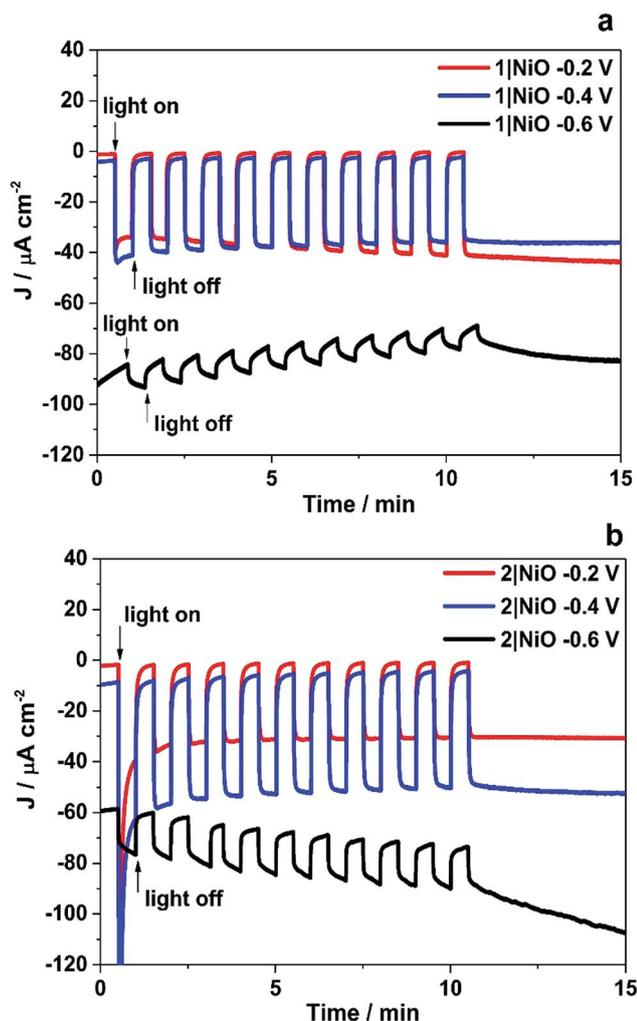 a
40
20
0
-20
-40
-60
-80
-100
-120
J / µA cm-2
1|NiO -0.2 V
1|NiO -0.4 V
1|NiO -0.6 V
light on
light off
light on
light off
0 5 10 15
Time / min
b
40
20
0
-20
-40
-60
-80
-100
-120
J / µA cm-2
2|NiO -0.2 V
2|NiO -0.4 V
2|NiO -0.6 V
light on
light off
0 5 10 15
Time / min